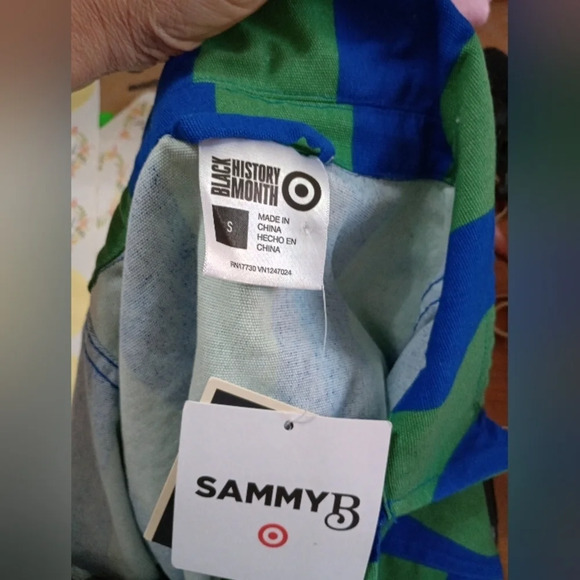 BLACK
HISTORY
MONTH
S
MADE IN
CHINA
HECHO EN
CHINA
RN17730 VN1247024
SAMMY B